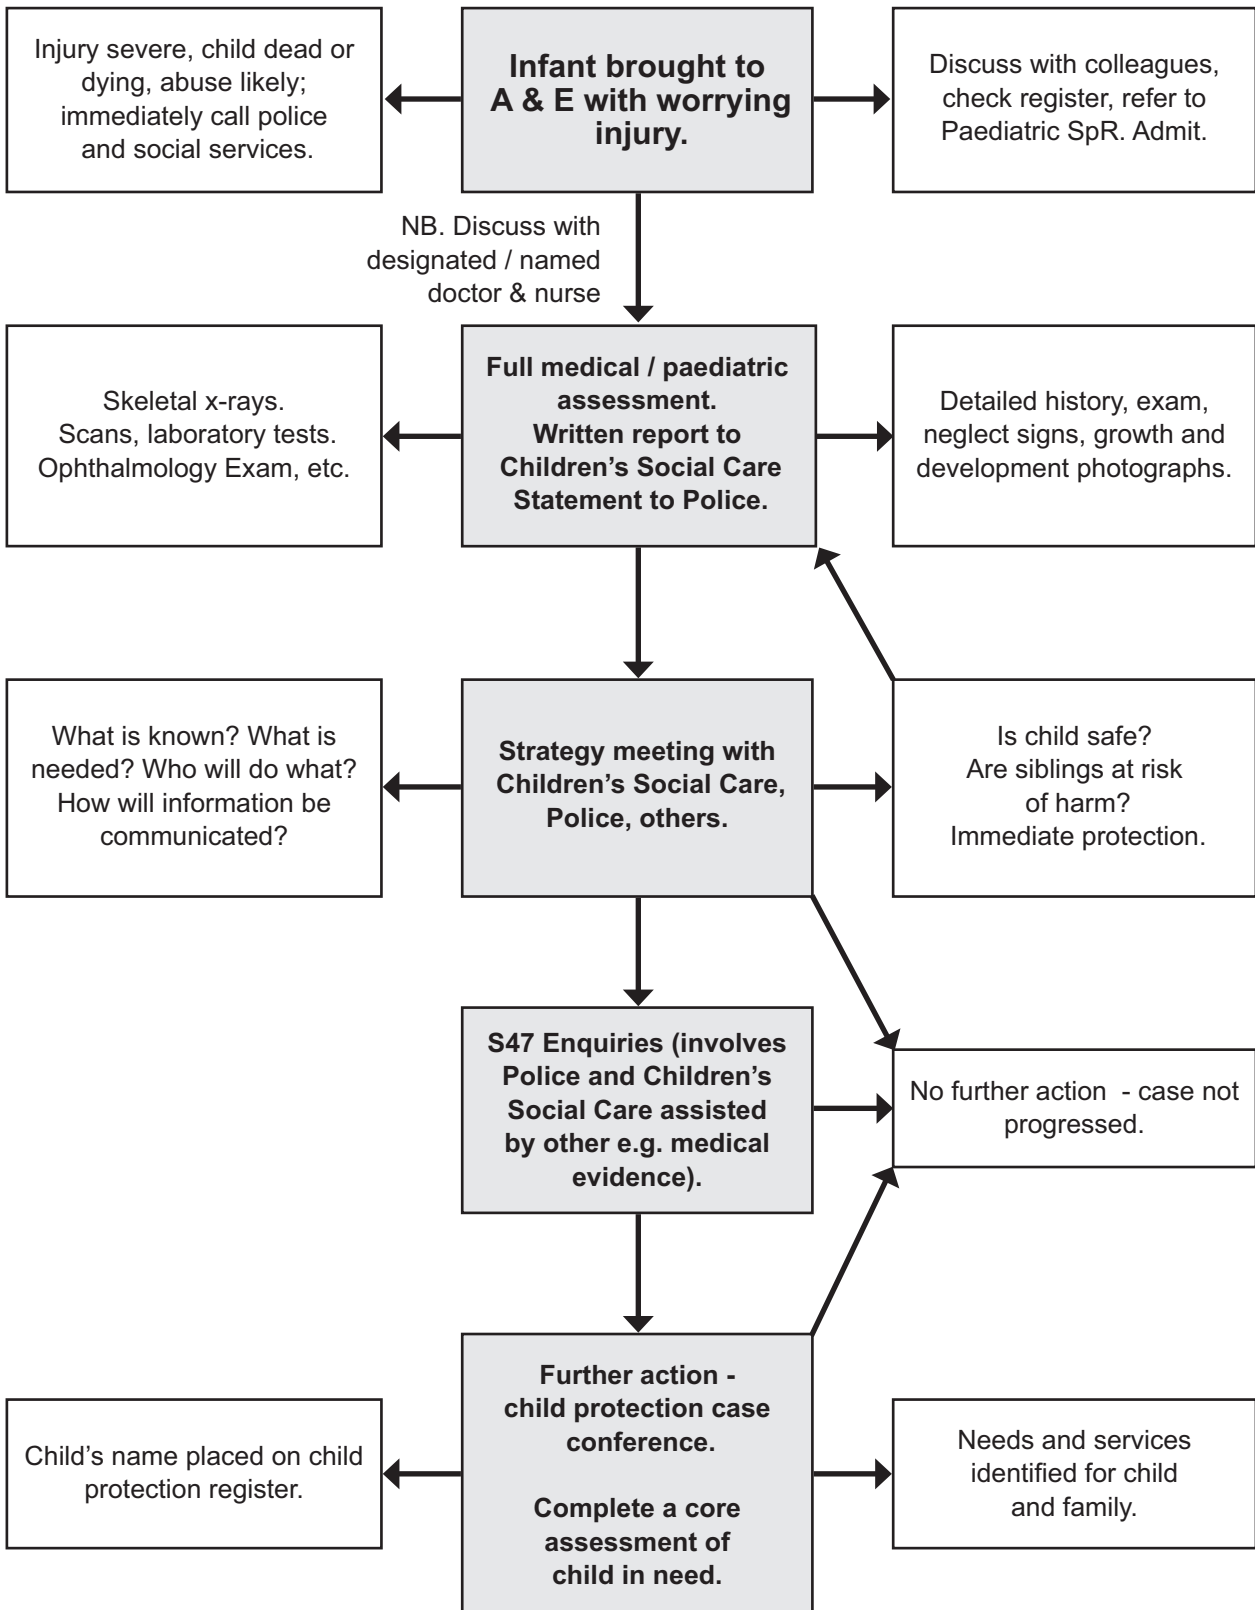 Injury severe, child dead or
dying, abuse likely;
immediately call police
and social services.
Infant brought to
A & E with worrying
injury.
Discuss with colleagues,
check register, refer to
Paediatric SpR. Admit.
NB. Discuss with
designated / named
doctor & nurse
Skeletal x-rays.
Scans, laboratory tests.
Ophthalmology Exam, etc.
Full medical / paediatric
assessment.
Written report to
Children’s Social Care
Statement to Police.
Detailed history, exam,
neglect signs, growth and
development photographs.
What is known? What is
needed? Who will do what?
How will information be
communicated?
Strategy meeting with
Children’s Social Care,
Police, others.
Is child safe?
Are siblings at risk
of harm?
Immediate protection.
S47 Enquiries (involves
Police and Children’s
Social Care assisted
by other e.g. medical
evidence).
No further action - case not
progressed.
Child’s name placed on child
protection register.
Further action -
child protection case
conference.
Complete a core
assessment of
child in need.
Needs and services
identified for child
and family.